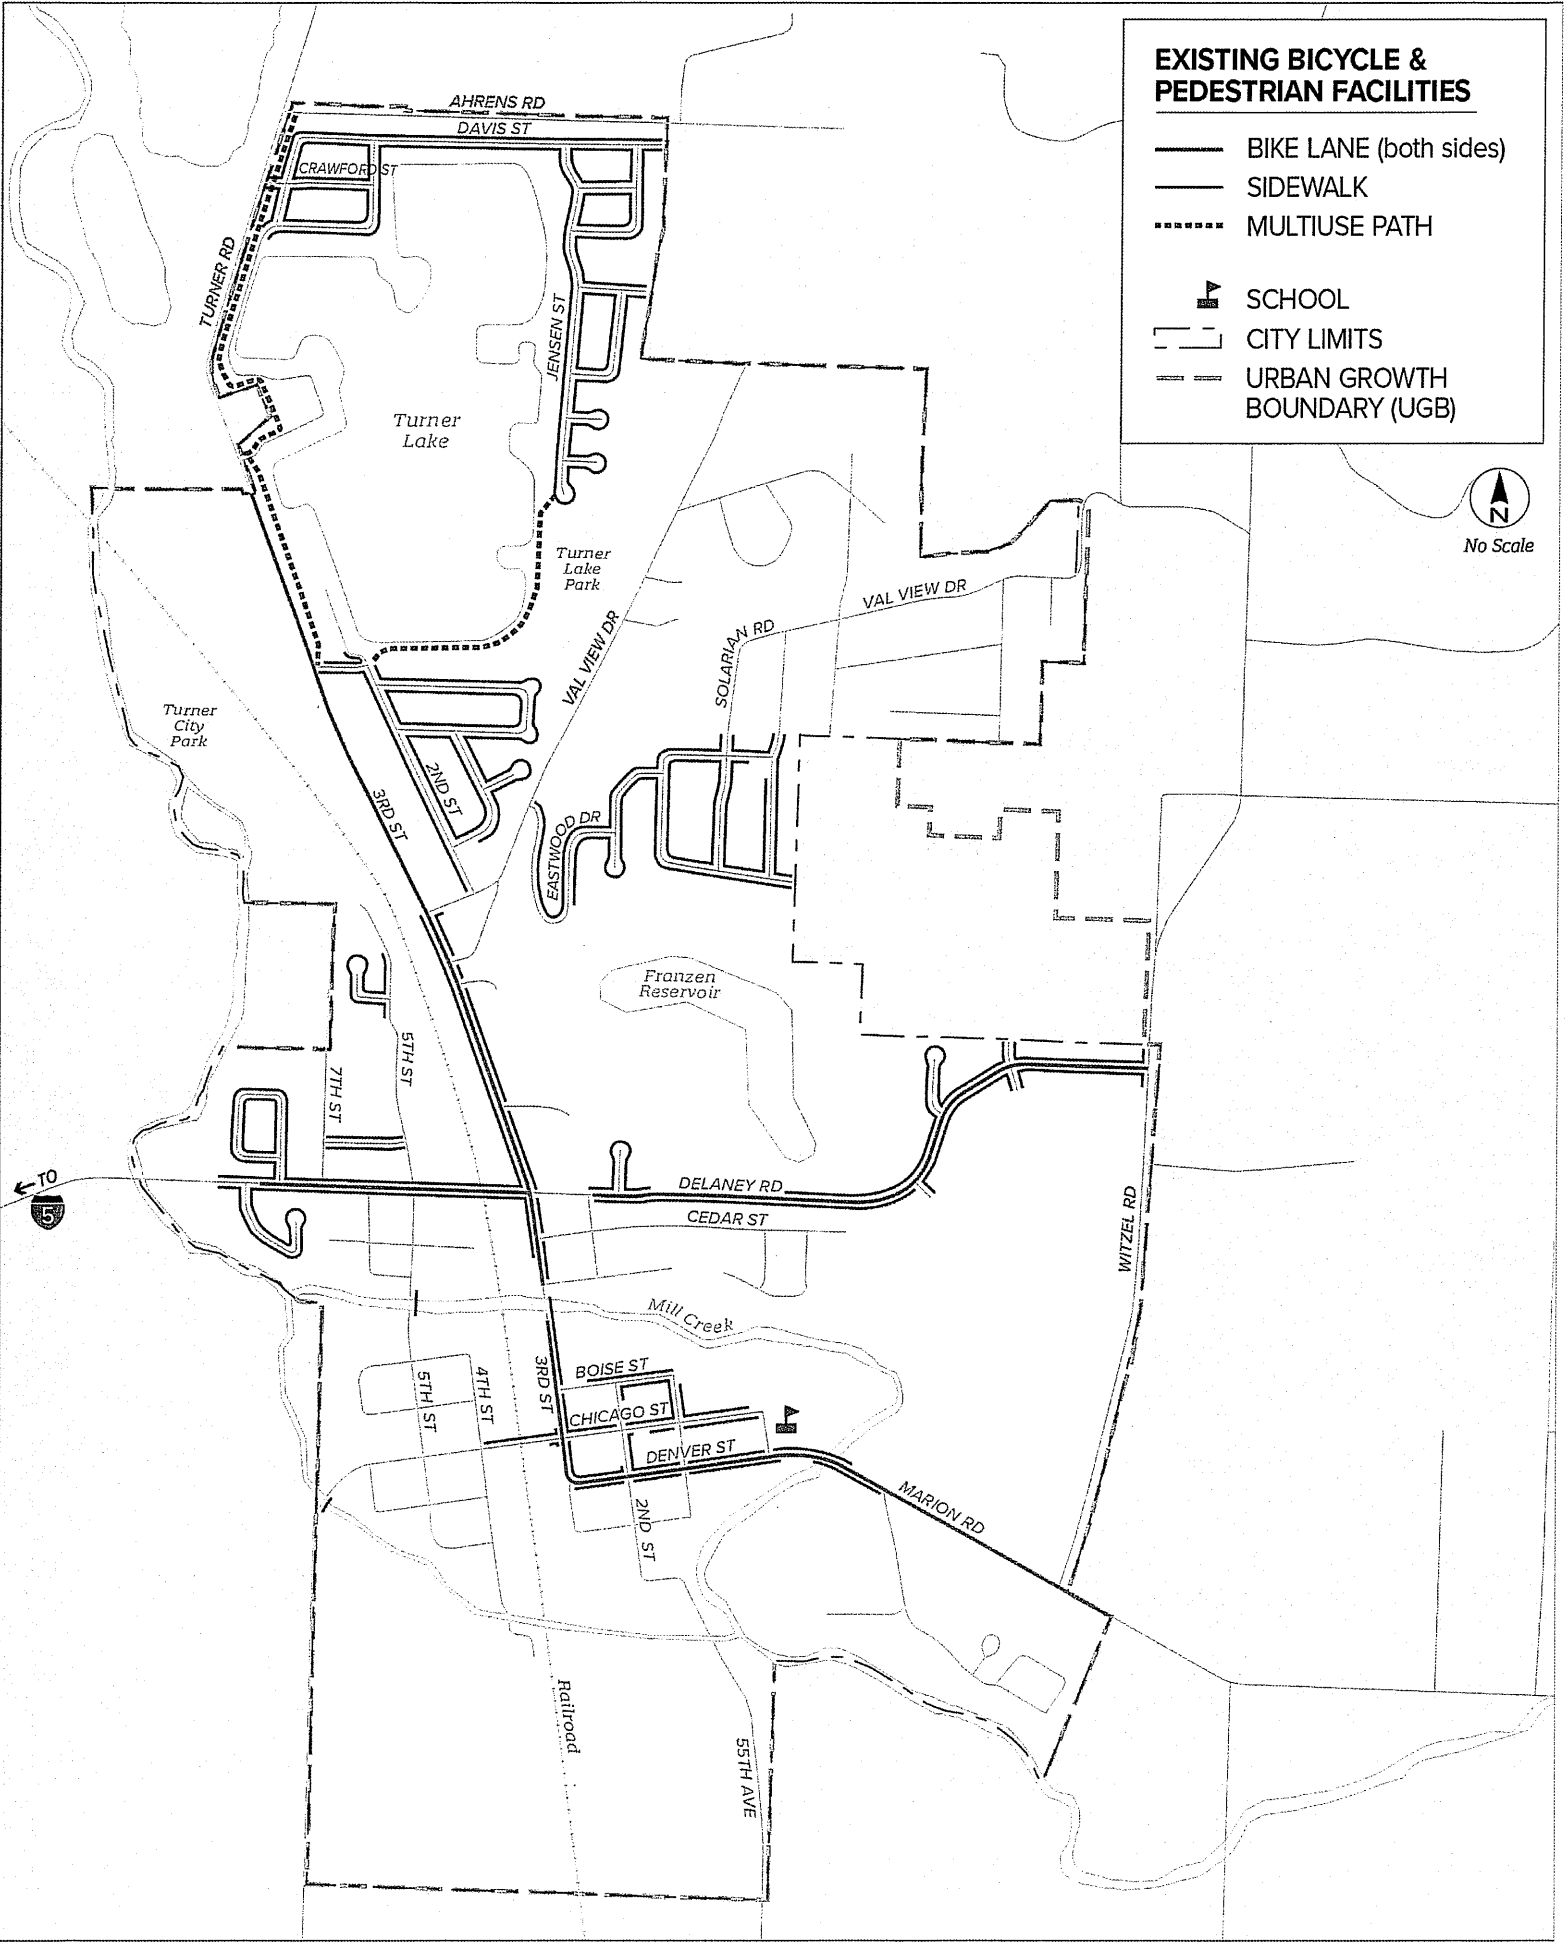 EXISTING BICYCLE &
PEDESTRIAN FACILITIES
BIKE LANE (both sides)
SIDEWALK
MULTIUSE PATH
SCHOOL
CITY LIMITS
URBAN GROWTH
BOUNDARY (UGB)
N
No Scale
AHRENS RD
DAVIS ST
CRAWFORD ST
TURNER RD
JENSEN ST
Turner
Lake
Turner
Lake
Park
VAL VIEW DR
SOLARIAN RD
VAL VIEW DR
Turner
City
Park
2ND ST
3RD ST
EASTWOOD DR
Franzen
Reservoir
5TH ST
7TH ST
TO
5
DELANEY RD
CEDAR ST
WITZEL RD
Mill Creek
3RD ST
BOISE ST
4TH ST
5TH ST
CHICAGO ST
DENVER ST
MARION RD
2ND ST
Railroad
55TH AVE